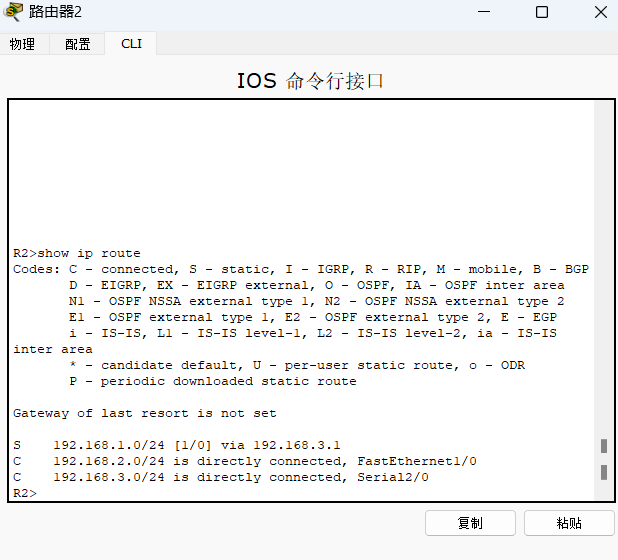 路由器2
物理 配置 CLI
IOS 命令行接口
R2>show ip route
Codes: C - connected, S - static, I - IGRP, R - RIP, M - mobile, B - BGP
D - EIGRP, EX - EIGRP external, O - OSPF, IA - OSPF inter area
N1 - OSPF NSSA external type 1, N2 - OSPF NSSA external type 2
E1 - OSPF external type 1, E2 - OSPF external type 2, E - EGP
i - IS-IS, L1 - IS-IS level-1, L2 - IS-IS level-2, ia - IS-IS
inter area
* - candidate default, U - per-user static route, o - ODR
P - periodic downloaded static route
Gateway of last resort is not set
S 192.168.1.0/24 [1/0] via 192.168.3.1
C 192.168.2.0/24 is directly connected, FastEthernet1/0
C 192.168.3.0/24 is directly connected, Serial2/0
R2>
复制 粘贴